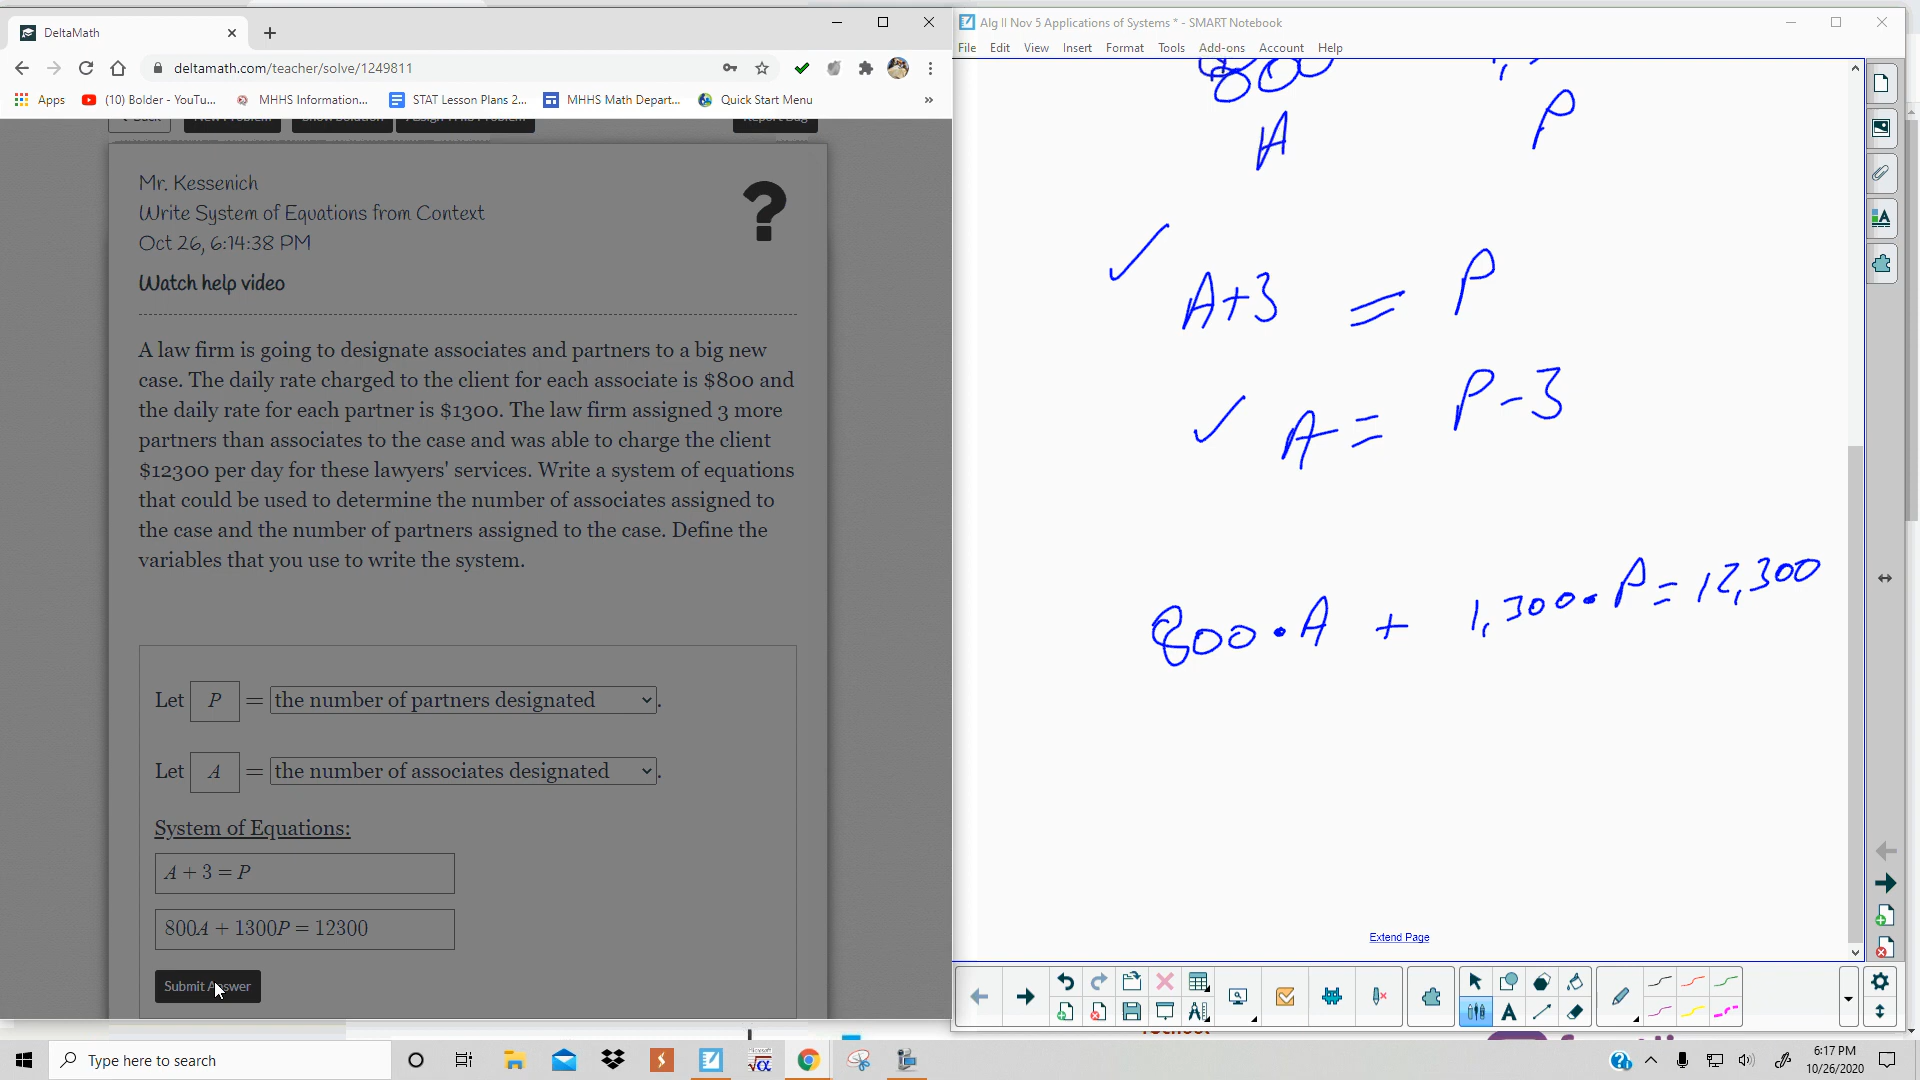 DeltaMath
Alg II Nov 5 Applications of Systems * - SMART Notebook
File Edit View Insert Format Tools Add-ons Account Help
deltamath.com/teacher/solve/1249811
Apps (10) Bolder - YouTu... MHHS Information... STAT Lesson Plans 2... MHHS Math Depart... Quick Start Menu »
Mr. Kessenich
Write System of Equations from Context
Oct 26, 6:14:38 PM
Watch help video
A law firm is going to designate associates and partners to a big new
case. The daily rate charged to the client for each associate is $800 and
the daily rate for each partner is $1300. The law firm assigned 3 more
partners than associates to the case and was able to charge the client
$12300 per day for these lawyers' services. Write a system of equations
that could be used to determine the number of associates assigned to
the case and the number of partners assigned to the case. Define the
variables that you use to write the system.
Let P = the number of partners designated .
Let A = the number of associates designated .
System of Equations:
A + 3 = P
800A + 1300P = 12300
Submit Answer
800
A P
A+3 = P
A = P-3
800•A + 1,300•P = 12,300
Extend Page
Type here to search
6:17 PM
10/26/2020